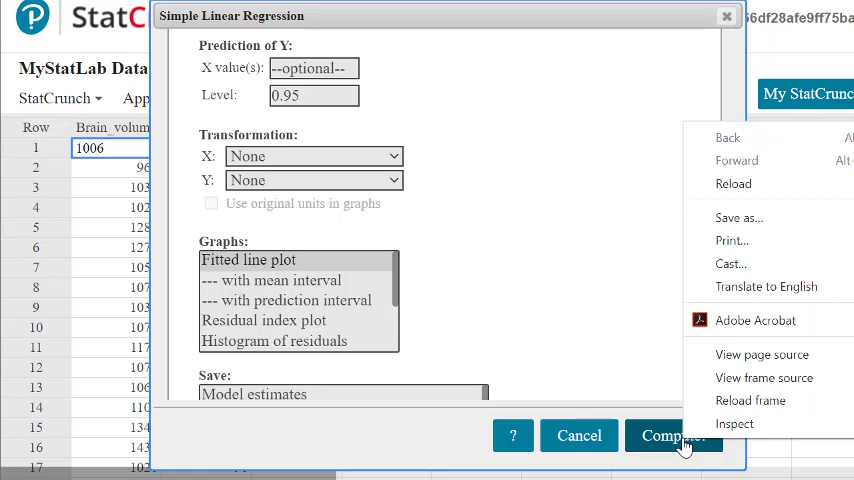 StatC
Simple Linear Regression
66df28afe9ff75ba
Prediction of Y:
X value(s): --optional--
Level: 0.95
MyStatLab Data
StatCrunch App
My StatCrunc
Transformation:
X: None
Y: None
Use original units in graphs
Graphs:
Fitted line plot
--- with mean interval
--- with prediction interval
Residual index plot
Histogram of residuals
Save:
Model estimates
? Cancel Compute!
Row Brain_volum
1 1006
2 96
3 103
4 102
5 128
6 127
7 105
8 107
9 103
10 107
11 117
12 107
13 106
14 110
15 134
16 143
17 102
Back Al
Forward Alt-
Reload
Save as...
Print...
Cast...
Translate to English
Adobe Acrobat
View page source
View frame source
Reload frame
Inspect